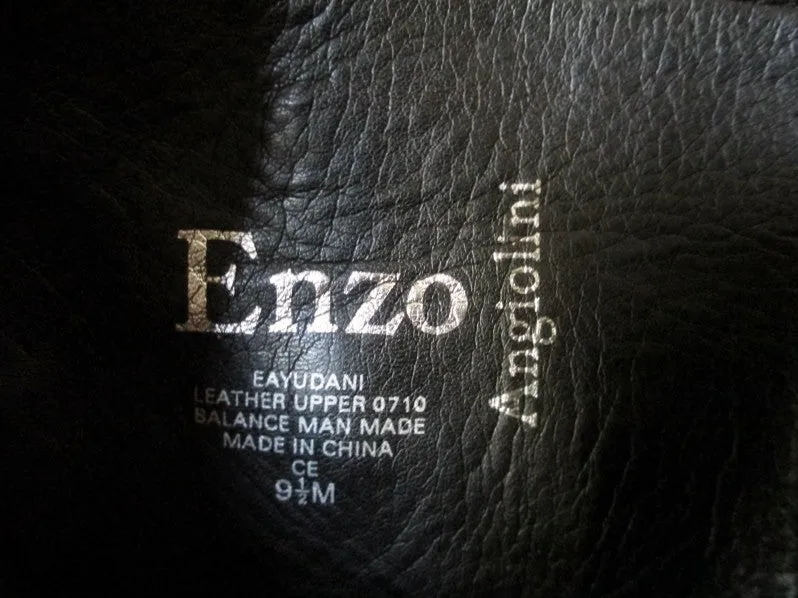 Enzo
Angiolini
EAYUDANI
LEATHER UPPER 0710
BALANCE MAN MADE
MADE IN CHINA
CE
9½M